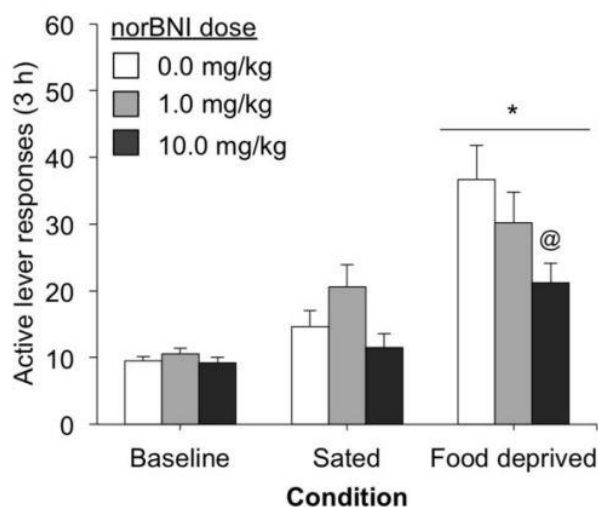 60
50
40
30
20
10
0
Active lever responses (3 h)
norBNI dose
0.0 mg/kg
1.0 mg/kg
10.0 mg/kg
*
@
Baseline Sated Food deprived
Condition